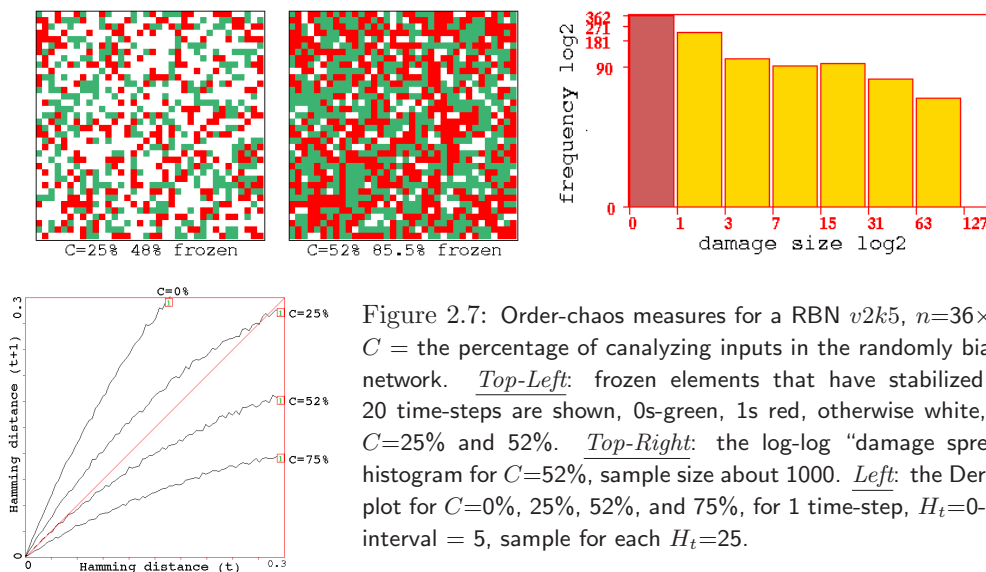 C=25% 48% frozen
C=52% 85.5% frozen
frequency log2
362
271
181
90
0
0 1 3 7 15 31 63 127
damage size log2
C=0%
C=25%
C=52%
C=75%
0.3
Hamming distance (t+1)
0
0 Hamming distance (t) 0.3
Figure 2.7: Order-chaos measures for a RBN v2k5, n=36×
C = the percentage of canalyzing inputs in the randomly bia
network. Top-Left: frozen elements that have stabilized
20 time-steps are shown, 0s-green, 1s red, otherwise white,
C=25% and 52%. Top-Right: the log-log “damage spre
histogram for C=52%, sample size about 1000. Left: the Der
plot for C=0%, 25%, 52%, and 75%, for 1 time-step, Ht=0-
interval = 5, sample for each Ht=25.